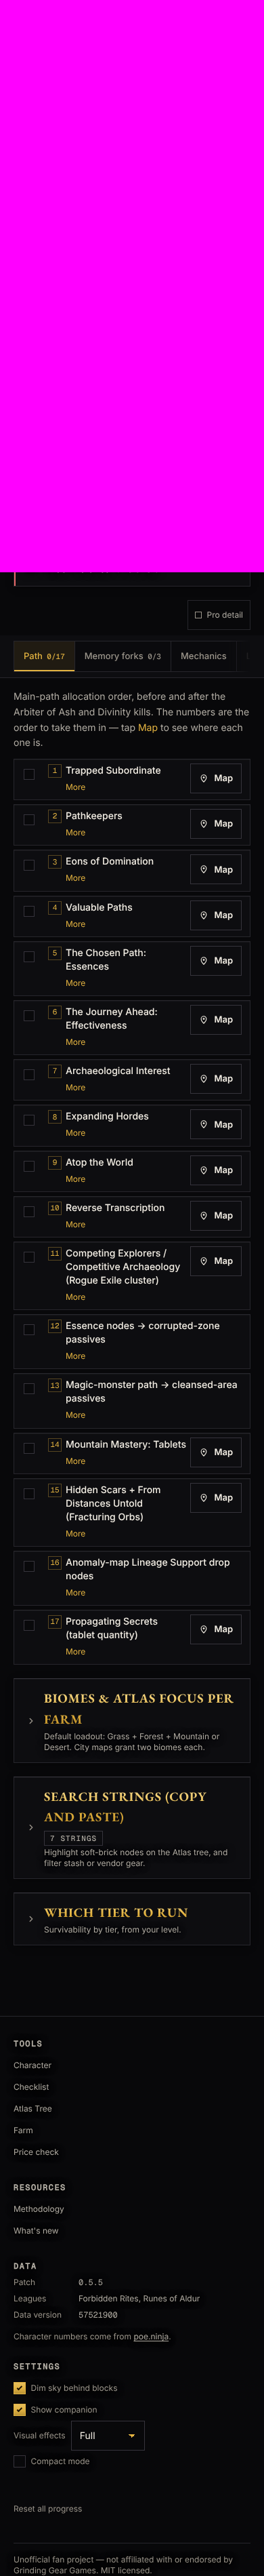 Pro detail
Path 0/17 Memory forks 0/3 Mechanics
Main-path allocation order, before and after the
Arbiter of Ash and Divinity kills. The numbers are the
order to take them in — tap Map to see where each
one is.
1 Trapped Subordinate Map
More
2 Pathkeepers Map
More
3 Eons of Domination Map
More
4 Valuable Paths Map
More
5 The Chosen Path: Map
Essences
More
6 The Journey Ahead: Map
Effectiveness
More
7 Archaeological Interest Map
More
8 Expanding Hordes Map
More
9 Atop the World Map
More
10 Reverse Transcription Map
More
11 Competing Explorers / Map
Competitive Archaeology
(Rogue Exile cluster)
More
12 Essence nodes → corrupted-zone
passives
More
13 Magic-monster path → cleansed-area
passives
More
14 Mountain Mastery: Tablets Map
More
15 Hidden Scars + From Map
Distances Untold
(Fracturing Orbs)
More
16 Anomaly-map Lineage Support drop
nodes
More
17 Propagating Secrets Map
(tablet quantity)
More
BIOMES & ATLAS FOCUS PER
FARM
Default loadout: Grass + Forest + Mountain or
Desert. City maps grant two biomes each.
SEARCH STRINGS (COPY
AND PASTE)
7 STRINGS
Highlight soft-brick nodes on the Atlas tree, and
filter stash or vendor gear.
WHICH TIER TO RUN
Survivability by tier, from your level.
TOOLS
Character
Checklist
Atlas Tree
Farm
Price check
RESOURCES
Methodology
What's new
DATA
Patch 0.5.5
Leagues Forbidden Rites, Runes of Aldur
Data version 57521900
Character numbers come from poe.ninja.
SETTINGS
Dim sky behind blocks
Show companion
Visual effects Full
Compact mode
Reset all progress
Unofficial fan project — not affiliated with or endorsed by
Grinding Gear Games. MIT licensed.